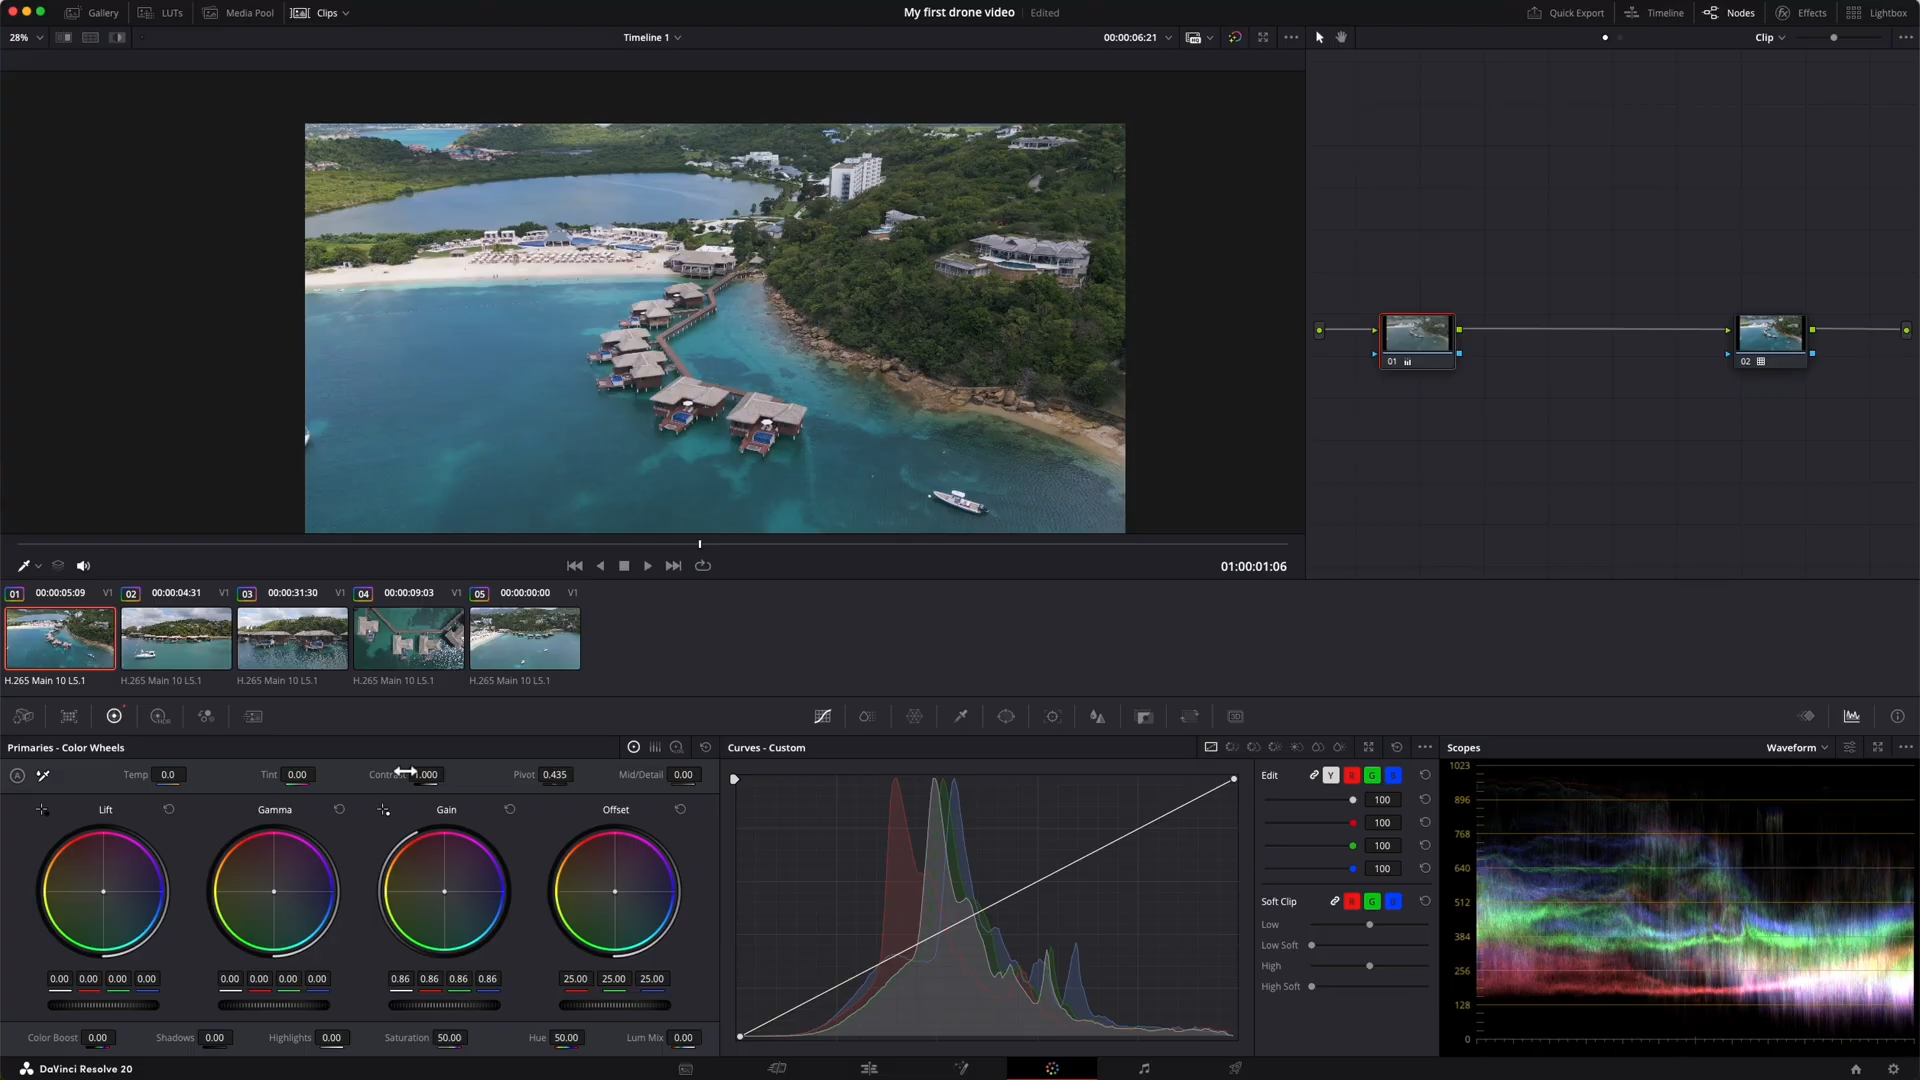 Gallery LUTs Media Pool Clips My first drone video Edited Quick Export Timeline Nodes Effects Lightbox
28% Timeline 1 00:00:06:21 Clip
01 02
01:00:01:06
01 00:00:05:09 V1 02 00:00:04:31 V1 03 00:00:31:30 V1 04 00:00:09:03 V1 05 00:00:00:00 V1
H.265 Main 10 L5.1 H.265 Main 10 L5.1 H.265 Main 10 L5.1 H.265 Main 10 L5.1 H.265 Main 10 L5.1
HDR 3D
Primaries - Color Wheels Curves - Custom Scopes Waveform
A Temp 0.0 Tint 0.00 Pivot 0.435 Mid/Detail 0.00 Edit Y R G B
Lift Gamma Gain Offset
100
100
100
100
Soft Clip R G B
Low
Low Soft
High
High Soft
1023
896
768
640
512
384
256
128
0
0.00 0.00 0.00 0.00 0.00 0.00 0.00 0.00 0.86 0.86 0.86 0.86 25.00 25.00 25.00
Color Boost 0.00 Shadows 0.00 Highlights 0.00 Saturation 50.00 Hue 50.00 Lum Mix 0.00
DaVinci Resolve 20